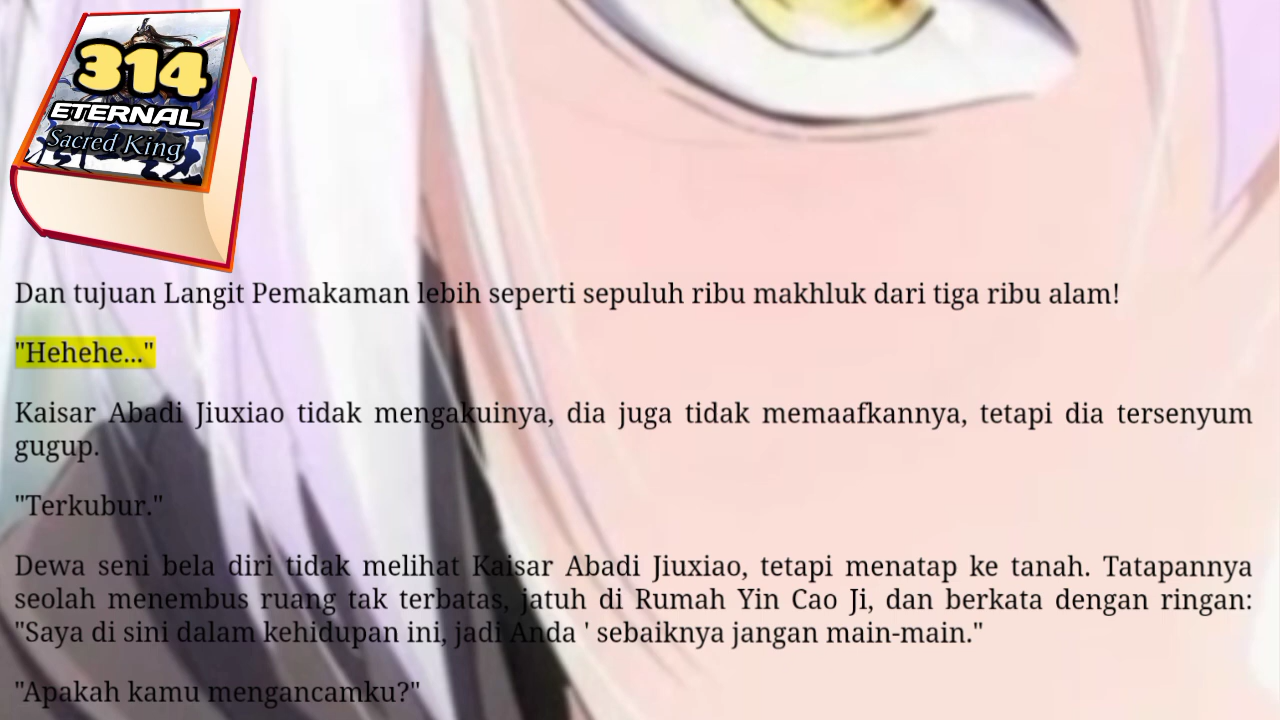 314
ETERNAL
Sacred King
Dan tujuan Langit Pemakaman lebih seperti sepuluh ribu makhluk dari tiga ribu alam!
"Hehehe..."
Kaisar Abadi Jiuxiao tidak mengakuinya, dia juga tidak memaafkannya, tetapi dia tersenyum
gugup.
"Terkubur."
Dewa seni bela diri tidak melihat Kaisar Abadi Jiuxiao, tetapi menatap ke tanah. Tatapannya
seolah menembus ruang tak terbatas, jatuh di Rumah Yin Cao Ji, dan berkata dengan ringan:
"Saya di sini dalam kehidupan ini, jadi Anda ' sebaiknya jangan main-main."
"Apakah kamu mengancamku?"